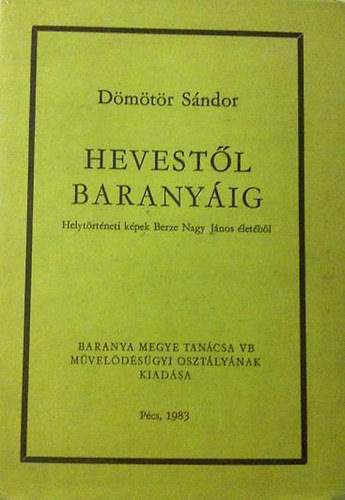 Dömötör Sándor
HEVESTŐL
BARANYÁIG
Helytörténeti képek Berze Nagy János életéből
BARANYA MEGYE TANÁCSA VB
MŰVELŐDÉSÜGYI OSZTÁLYÁNAK
KIADÁSA
Pécs, 1983